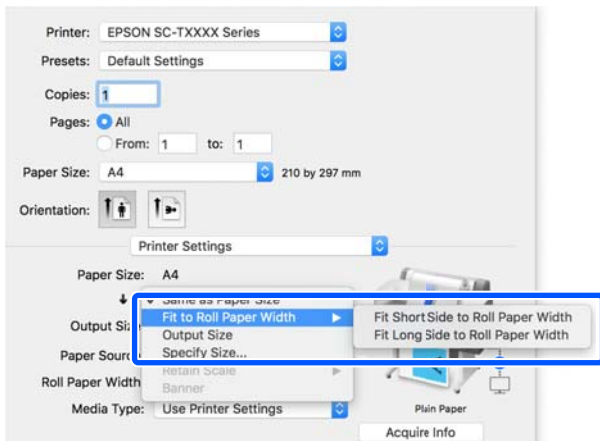 Printer: EPSON SC-TXXXX Series
Presets: Default Settings
Copies: 1
Pages: All
From: 1 to: 1
Paper Size: A4 210 by 297 mm
Orientation:
Printer Settings
Paper Size: A4
Same as Paper Size
Fit to Roll Paper Width
Fit Short Side to Roll Paper Width
Fit Long Side to Roll Paper Width
Output Size
Output Size
Paper Source
Specify Size...
Retain Scale
Roll Paper Width
Banner
Media Type: Use Printer Settings
Plain Paper
Acquire Info